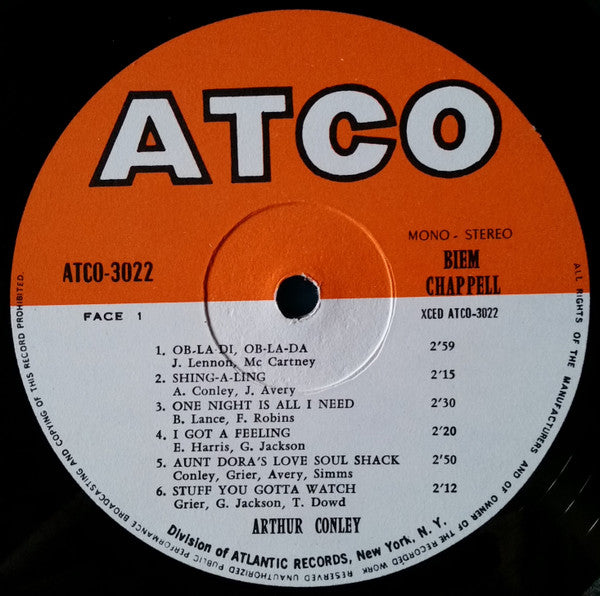 ATCO
MONO - STEREO
ATCO-3022
BIEM
CHAPPELL
FACE 1
XCED ATCO-3022
1. OB-LA-DI, OB-LA-DA 2'59
J. Lennon, Mc Cartney
2. SHING-A-LING 2'15
A. Conley, J. Avery
3. ONE NIGHT IS ALL I NEED 2'30
B. Lance, F. Robins
4. I GOT A FEELING 2'20
E. Harris, G. Jackson
5. AUNT DORA'S LOVE SOUL SHACK 2'50
Conley, Grier, Avery, Simms
6. STUFF YOU GOTTA WATCH 2'12
Grier, G. Jackson, T. Dowd
ARTHUR CONLEY
Division of ATLANTIC RECORDS, New York, N. Y.
ALL RIGHTS OF THE MANUFACTURERS AND OF OWNER OF THE RECORDED WORK RESERVED UNAUTHORIZED PUBLIC PERFORMANCE BROADCASTING AND COPYING OF THIS RECORD PROHIBITED.